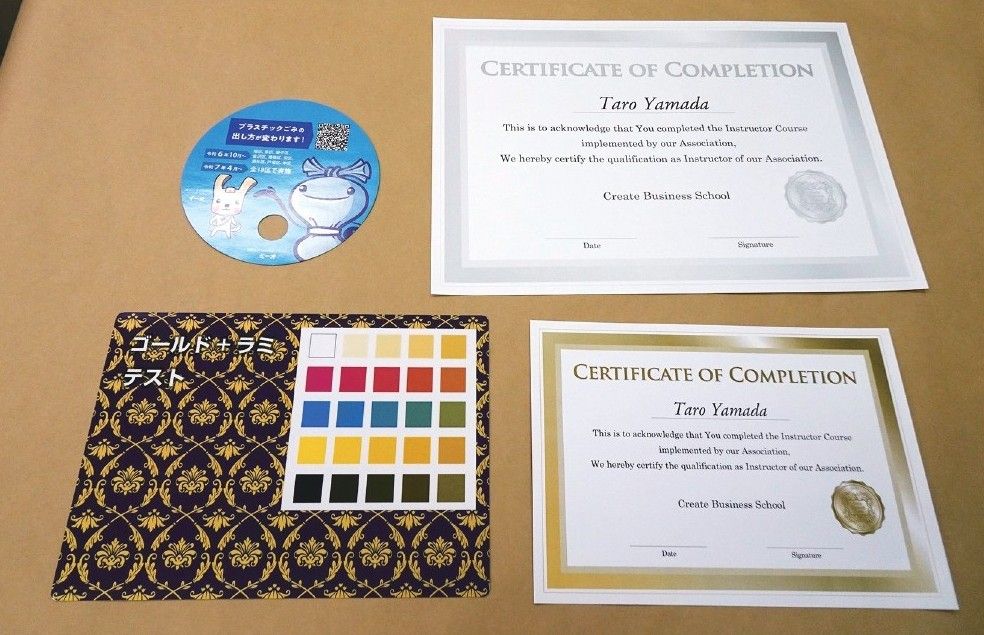 プラスチックごみの
出し方が変わります!
令和6年10月~
令和7年4月~
全18区で実施
CERTIFICATE OF COMPLETION
Taro Yamada
This is to acknowledge that You completed the Instructor Course
implemented by our Association,
We hereby certify the qualification as Instructor of our Association.
Create Business School
Date
Signature
ゴールド+ラミ
テスト
CERTIFICATE OF COMPLETION
Taro Yamada
This is to acknowledge that You completed the Instructor Course
implemented by our Association,
We hereby certify the qualification as Instructor of our Association.
Create Business School
Date
Signature